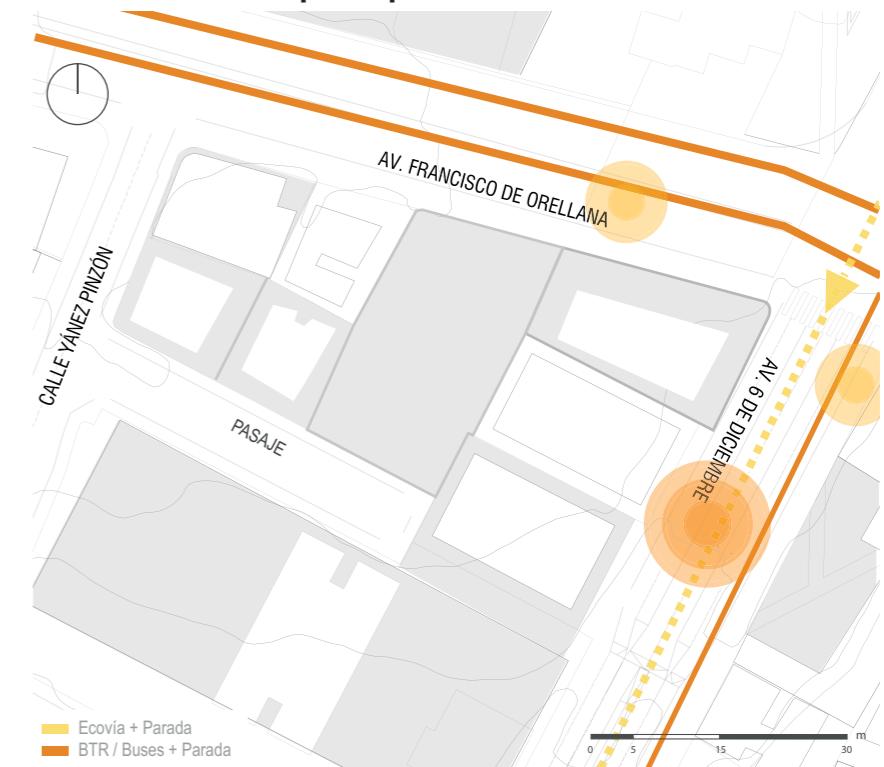 AV. FRANCISCO DE ORELLANA
CALLE YÁNEZ PINZÓN
AV. 6 DE DICIEMBRE
PASAJE
Ecovía + Parada
BTR / Buses + Parada
0 5 15 30 m